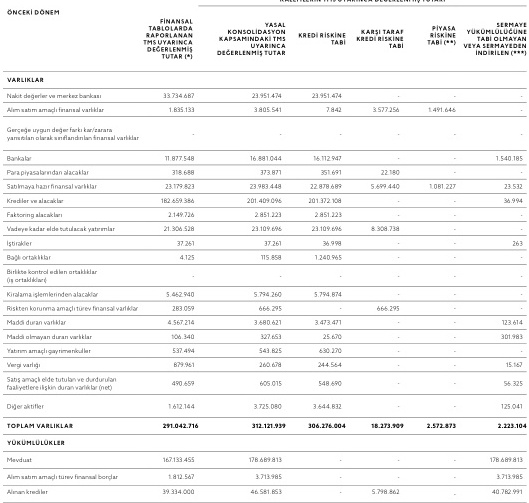 KALEMLERİN TMS UYARINCA DEĞERLENMİŞ TUTARI
ÖNCEKİ DÖNEM
FİNANSAL TABLOLARDA RAPORLANAN TMS UYARINCA DEĞERLENMİŞ TUTAR (*)
YASAL KONSOLİDASYON KAPSAMINDAKİ TMS UYARINCA DEĞERLENMİŞ TUTAR
KREDİ RİSKİNE TABİ
KARŞI TARAF KREDİ RİSKİNE TABİ
PİYASA RİSKİNE TABİ (**)
SERMAYE YÜKÜMLÜLÜĞÜNE TABİ OLMAYAN VEYA SERMAYEDEN İNDİRİLEN (***)
VARLIKLAR
Nakit değerler ve merkez bankası 33.734.687 23.951.474 23.951.474 - - -
Alım satım amaçlı finansal varlıklar 1.835.133 3.805.541 7.842 3.577.256 1.491.646 -
Gerçeğe uygun değer farkı kar/zarara
yansıtılan olarak sınıflandırılan finansal varlıklar - - - - -
Bankalar 11.877.548 16.881.044 16.112.947 - - 1.540.185
Para piyasalarından alacaklar 318.688 373.871 351.691 22.180 - -
Satılmaya hazır finansal varlıklar 23.179.823 23.983.448 22.878.689 5.699.440 1.081.227 23.532
Krediler ve alacaklar 182.659.386 201.409.096 201.372.108 - - 36.994
Faktoring alacakları 2.149.726 2.851.223 2.851.223 - - -
Vadeye kadar elde tutulacak yatırımlar 21.306.528 23.109.696 23.109.696 8.308.738 - -
İştirakler 37.261 37.261 36.998 - - 263
Bağlı ortaklıklar 4.125 115.858 1.240.965 - - -
Birlikte kontrol edilen ortaklıklar
(iş ortaklıkları) - - - - - -
Kiralama işlemlerinden alacaklar 5.462.940 5.794.260 5.794.874 - - -
Riskten korunma amaçlı türev finansal varlıklar 283.059 666.295 - 666.295 - -
Maddi duran varlıklar 4.567.214 3.680.621 3.473.471 - - 123.614
Maddi olmayan duran varlıklar 106.340 327.653 25.670 - - 301.983
Yatırım amaçlı gayrimenkuller 537.494 543.825 630.270 - - -
Vergi varlığı 879.961 260.678 244.564 - - 15.167
Satış amaçlı elde tutulan ve durdurulan
faaliyetlere ilişkin duran varlıklar (net) 490.659 605.015 548.690 - - 56.325
Diğer aktifler 1.612.144 3.725.080 3.644.832 - - 125.041
TOPLAM VARLIKLAR 291.042.716 312.121.939 306.276.004 18.273.909 2.572.873 2.223.104
YÜKÜMLÜLÜKLER
Mevduat 167.133.455 178.689.813 - - - 178.689.813
Alım satım amaçlı türev finansal borçlar 1.812.567 3.713.985 - - - 3.713.985
Alınan krediler 39.334.000 46.581.853 - 5.798.862 - 40.782.991